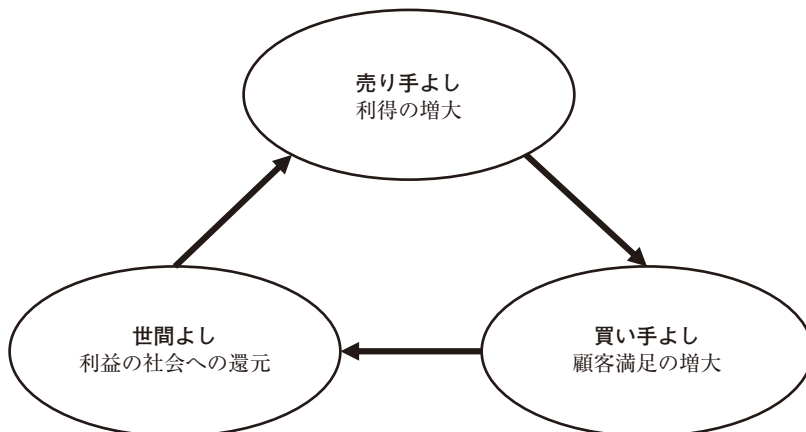 売り手よし
利得の増大
世間よし
利益の社会への還元
買い手よし
顧客満足の増大